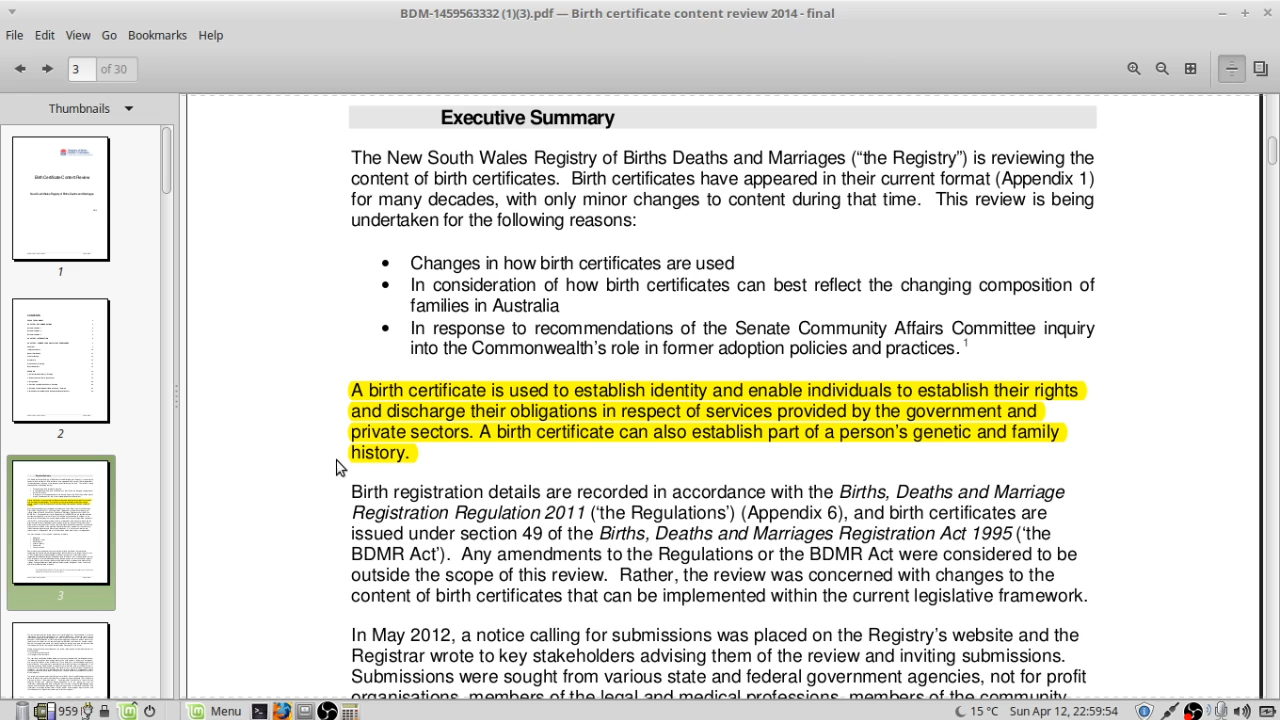 BDM-1459563332 (1)(3).pdf — Birth certificate content review 2014 - final
File Edit View Go Bookmarks Help
3 of 30
Thumbnails
1
2
3
Executive Summary
The New South Wales Registry of Births Deaths and Marriages (“the Registry”) is reviewing the
content of birth certificates. Birth certificates have appeared in their current format (Appendix 1)
for many decades, with only minor changes to content during that time. This review is being
undertaken for the following reasons:
• Changes in how birth certificates are used
• In consideration of how birth certificates can best reflect the changing composition of
families in Australia
• In response to recommendations of the Senate Community Affairs Committee inquiry
into the Commonwealth’s role in former adoption policies and practices. 1
A birth certificate is used to establish identity and enable individuals to establish their rights
and discharge their obligations in respect of services provided by the government and
private sectors. A birth certificate can also establish part of a person’s genetic and family
history.
Birth registration details are recorded in accordance with the Births, Deaths and Marriage
Registration Regulation 2011 (‘the Regulations’) (Appendix 6), and birth certificates are
issued under section 49 of the Births, Deaths and Marriages Registration Act 1995 (‘the
BDMR Act’). Any amendments to the Regulations or the BDMR Act were considered to be
outside the scope of this review. Rather, the review was concerned with changes to the
content of birth certificates that can be implemented within the current legislative framework.
In May 2012, a notice calling for submissions was placed on the Registry’s website and the
Registrar wrote to key stakeholders advising them of the review and inviting submissions.
Submissions were sought from various state and federal government agencies, not for profit
organisations, members of the legal and medical professions, members of the community
959 Menu 15 °C Sun Apr 12, 22:59:54